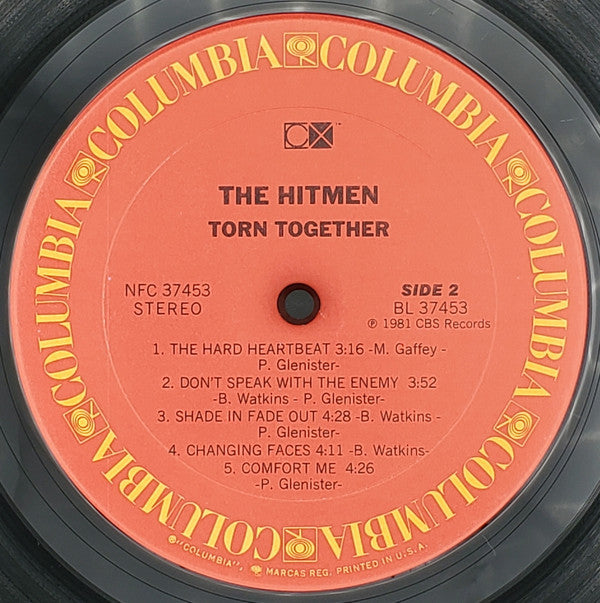 COLUMBIA COLUMBIA COLUMBIA COLUMBIA COLUMBIA COLUMBIA COLUMBIA COLUMBIA
THE HITMEN
TORN TOGETHER
NFC 37453 SIDE 2
STEREO BL 37453
℗ 1981 CBS Records
1. THE HARD HEARTBEAT 3:16 -M. Gaffey -
P. Glenister-
2. DON'T SPEAK WITH THE ENEMY 3:52
-B. Watkins - P. Glenister-
3. SHADE IN FADE OUT 4:28 -B. Watkins -
P. Glenister-
4. CHANGING FACES 4:11 -B. Watkins-
5. COMFORT ME 4:26
-P. Glenister-
"COLUMBIA", MARCAS REG. PRINTED IN U.S.A.